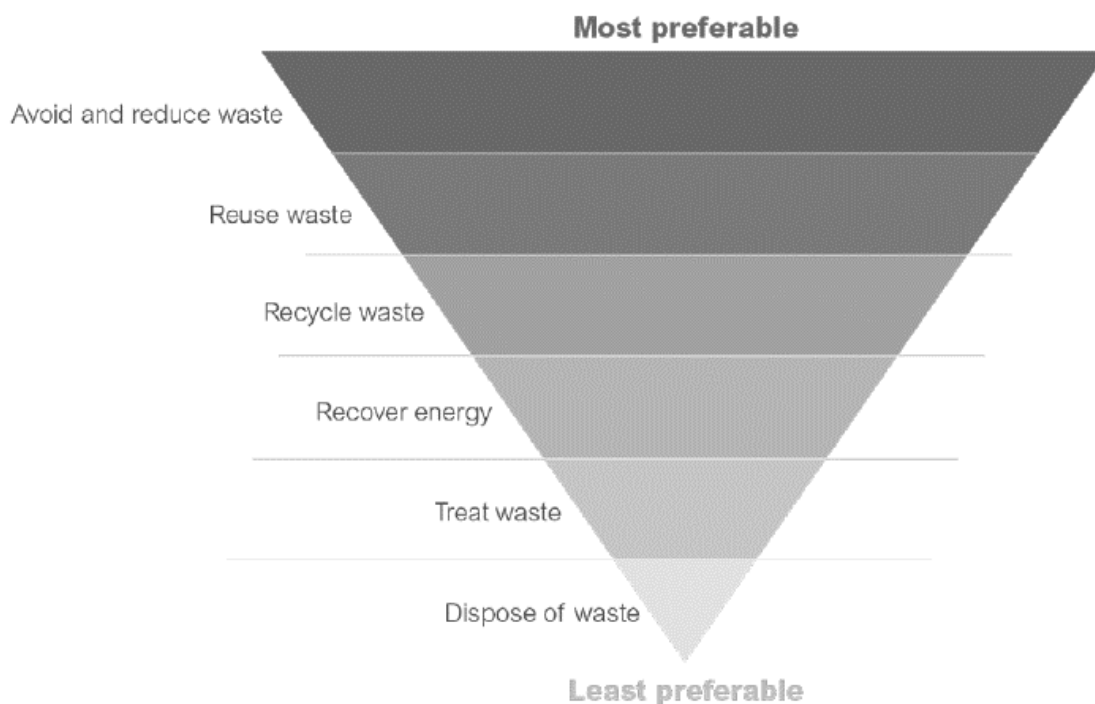 Most preferable
Avoid and reduce waste
Reuse waste
Recycle waste
Recover energy
Treat waste
Dispose of waste
Least preferable